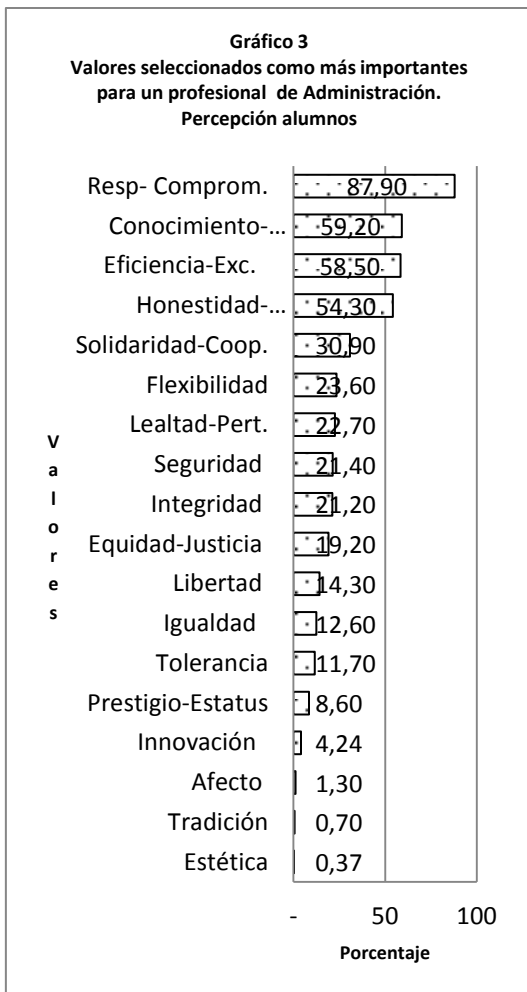 Gráfico 3
Valores seleccionados como más importantes
para un profesional de Administración.
Percepción alumnos
Resp- Comprom. 87,90
Conocimiento-... 59,20
Eficiencia-Exc. 58,50
Honestidad-... 54,30
Solidaridad-Coop. 30,90
Flexibilidad 23,60
Lealtad-Pert. 22,70
Seguridad 21,40
Integridad 21,20
Equidad-Justicia 19,20
Libertad 14,30
Igualdad 12,60
Tolerancia 11,70
Prestigio-Estatus 8,60
Innovación 4,24
Afecto 1,30
Tradición 0,70
Estética 0,37
Valores
- 50 100
Porcentaje